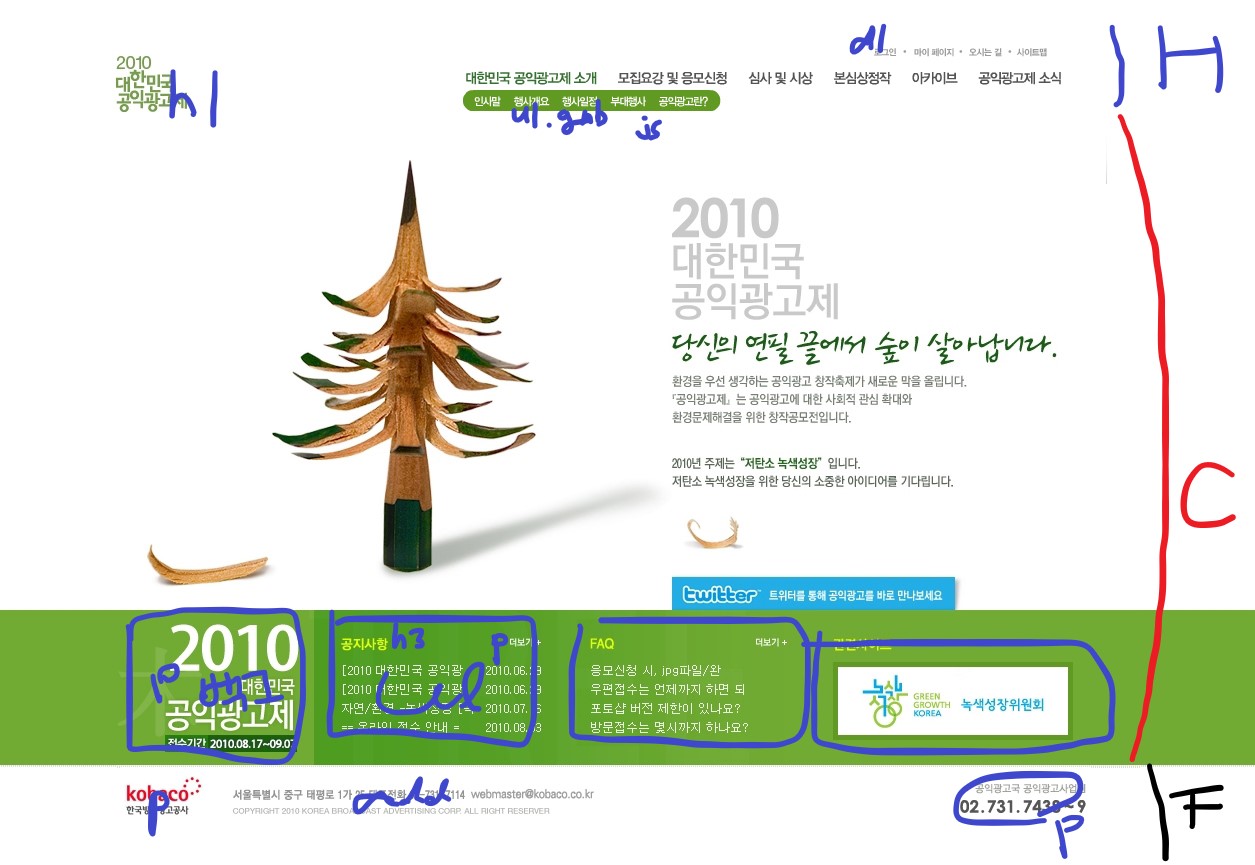 2010
대한민국
공익광고제
h1
dl
로그인 • 마이 페이지 • 오시는 길 • 사이트맵
H
대한민국 공익광고제 소개 모집요강 및 응모신청 심사 및 시상 본심상정작 아카이브 공익광고제 소식
인사말 행사개요 행사일정 부대행사 공익광고란?
ul.gnb js
2010
대한민국
공익광고제
당신의 연필 끝에서 숲이 살아납니다.
환경을 우선 생각하는 공익광고 창작축제가 새로운 막을 올립니다.
『공익광고제』는 공익광고에 대한 사회적 관심 확대와
환경문제해결을 위한 창작공모전입니다.
2010년 주제는 "저탄소 녹색성장" 입니다.
저탄소 녹색성장을 위한 당신의 소중한 아이디어를 기다립니다.
C
twitter™ 트위터를 통해 공익광고를 바로 만나보세요
2010
대한민국
공익광고제
접수기간 2010.08.17~09.07
p
공지사항 h3 p 더보기 +
[2010 대한민국 공익광 2010.06.
[2010 대한민국 공익광 2010.06.
자연/환경 2010.07.
== 온라인 접수 안내 = 2010.08.
FAQ 더보기 +
응모신청 시, jpg파일/완
우편접수는 언제까지 하면 되
포토샵 버전 제한이 있나요?
방문접수는 몇시까지 하나요?
관련사이트
녹색성장
GREEN
GROWTH
KOREA
녹색성장위원회
kobaco
한국방송광고공사
p
서울특별시 중구 태평로 1가 25 대표전화 webmaster@kobaco.co.kr
COPYRIGHT 2010 KOREA BROADCAST ADVERTISING CORP. ALL RIGHT RESERVER
add
공익광고국 공익광고사업팀
02.731.7438~9
p
F